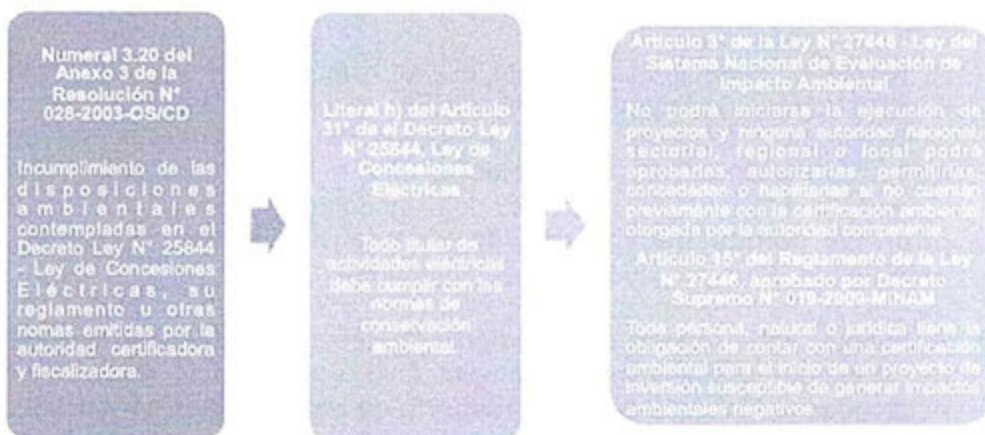 Numeral 3.20 del
Anexo 3 de la
Resolución N°
028-2003-OS/CD
Incumplimiento de las
disposiciones
ambientales
contempladas en el
Decreto Ley N° 25844
- Ley de Concesiones
Eléctricas, su
reglamento u otras
nomas emitidas por la
autoridad certificadora
y fiscalizadora.
Literal h) del Artículo
31° de el Decreto Ley
N° 25844, Ley de
Concesiones
Eléctricas
Todo titular de
actividades eléctricas
debe cumplir con las
normas de
conservación
ambiental.
Artículo 3° de la Ley N° 27446 - Ley del
Sistema Nacional de Evaluación de
Impacto Ambiental
No podrá iniciarse la ejecución de
proyectos y ninguna autoridad nacional,
sectorial, regional o local podrá
aprobarlas, autorizarlas, permitirlas,
concederlas o habilitarlas si no cuentan
previamente con la certificación ambiental
otorgada por la autoridad competente.
Artículo 15° del Reglamento de la Ley
N° 27446, aprobado por Decreto
Supremo N° 019-2009-MINAM
Toda persona, natural o jurídica tiene la
obligación de contar con una certificación
ambiental para el inicio de un proyecto de
inversión susceptible de generar impactos
ambientales negativos.